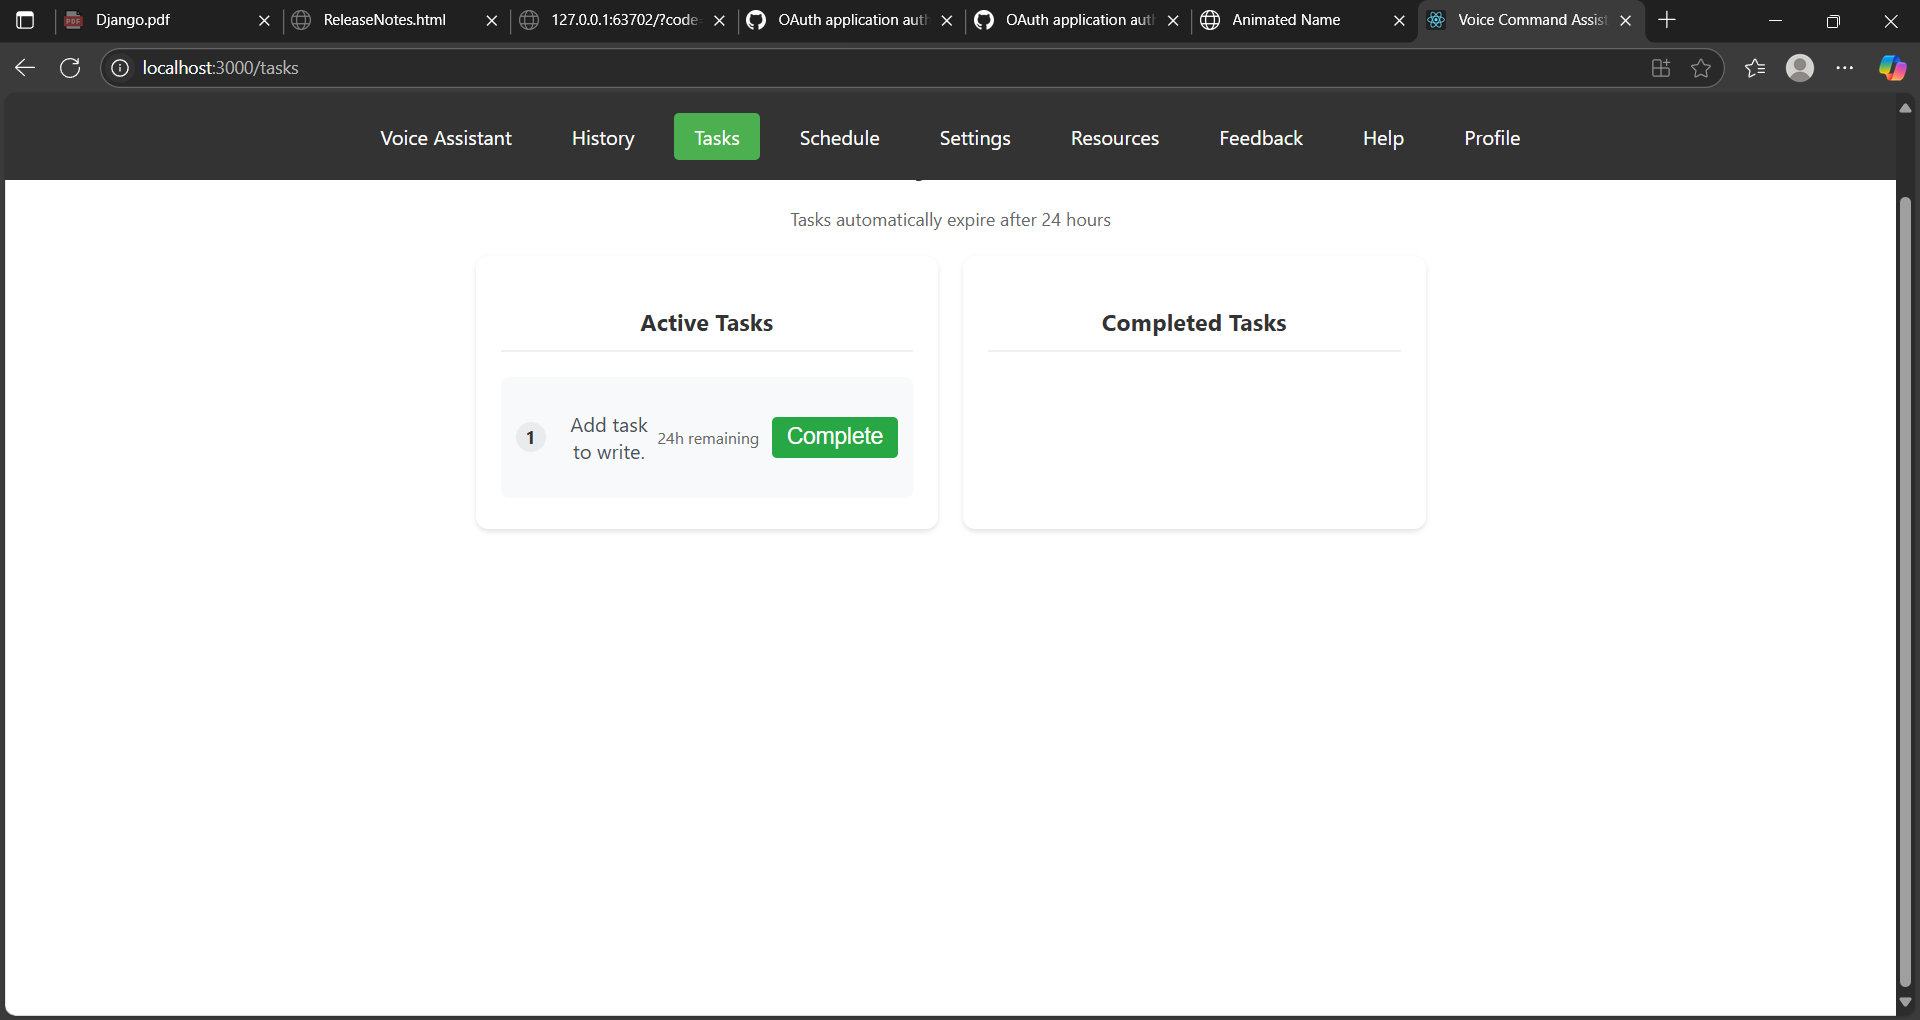 Django.pdf
ReleaseNotes.html
127.0.0.1:63702/?code
OAuth application auth
OAuth application auth
Animated Name
Voice Command Assist
localhost:3000/tasks
Voice Assistant
History
Tasks
Schedule
Settings
Resources
Feedback
Help
Profile
Tasks automatically expire after 24 hours
Active Tasks
1
Add task
to write.
24h remaining
Complete
Completed Tasks